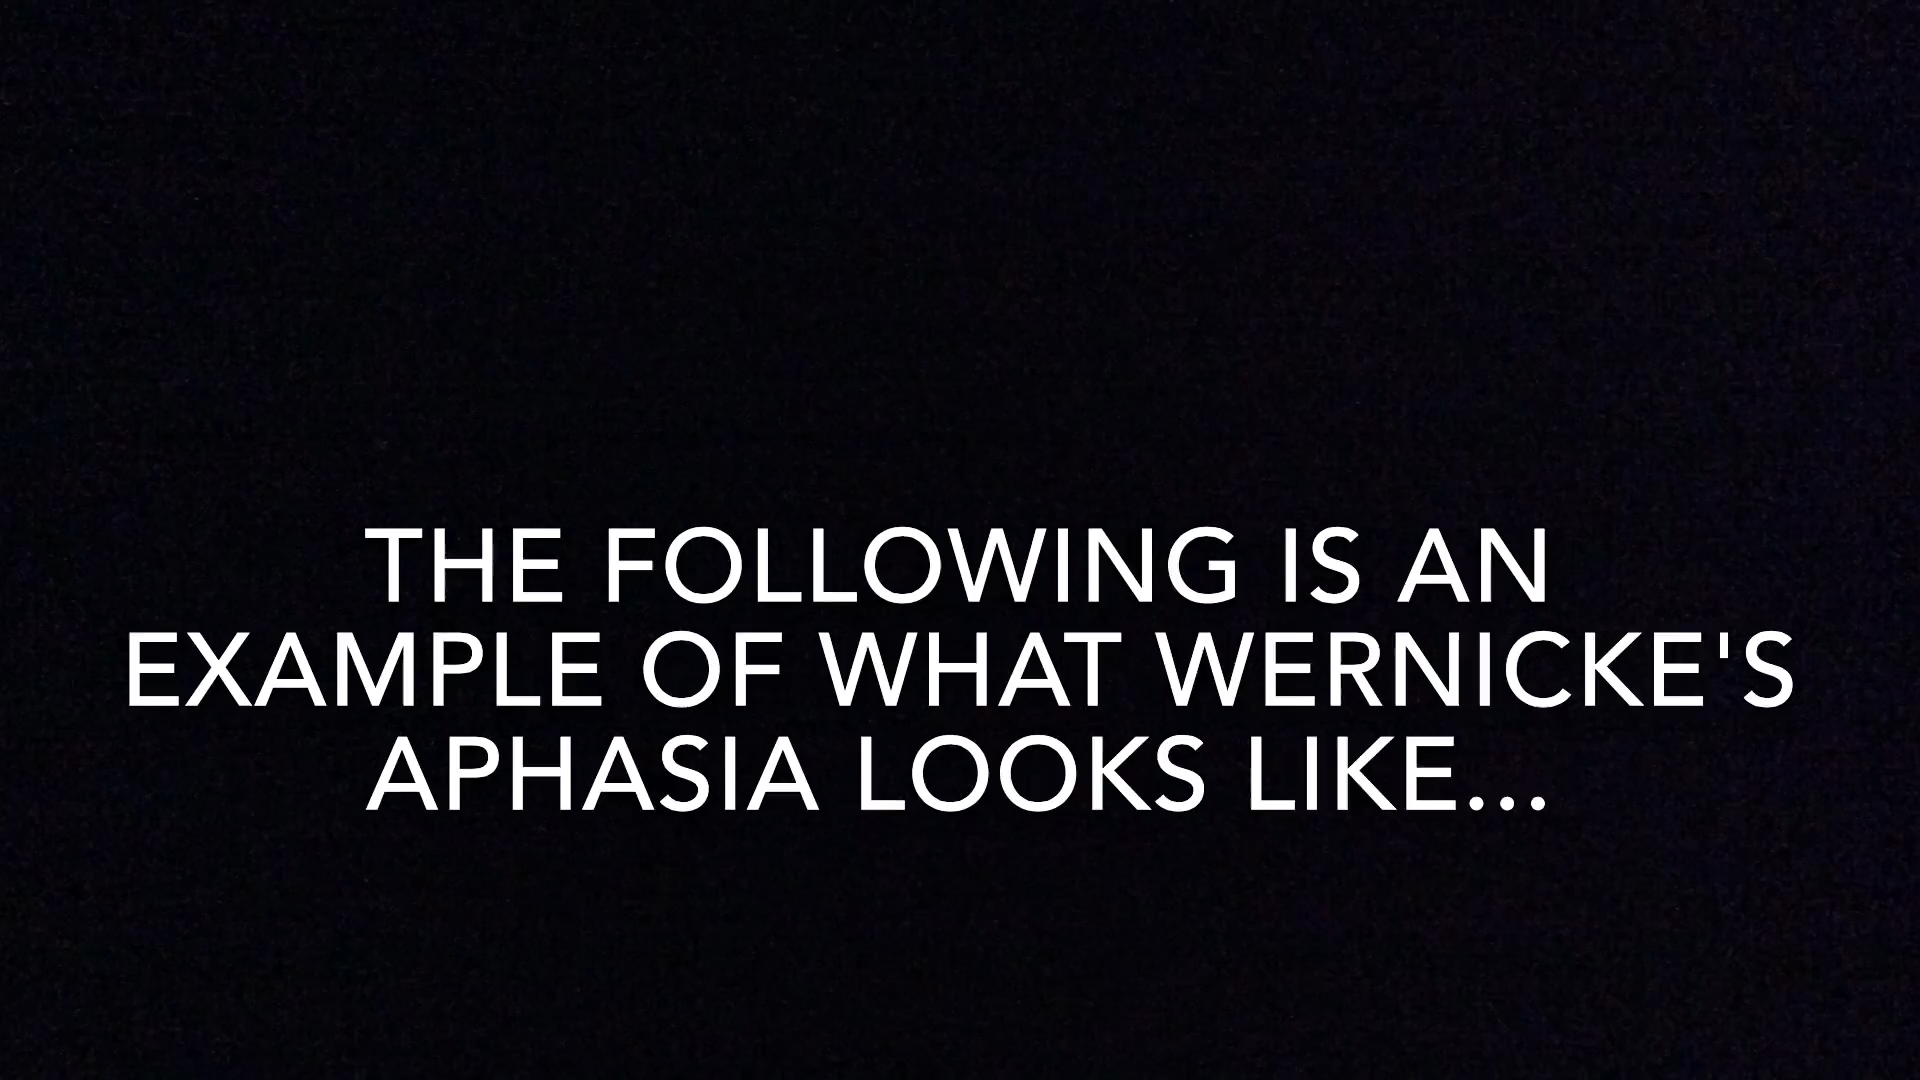 THE FOLLOWING IS AN
EXAMPLE OF WHAT WERNICKE'S
APHASIA LOOKS LIKE...